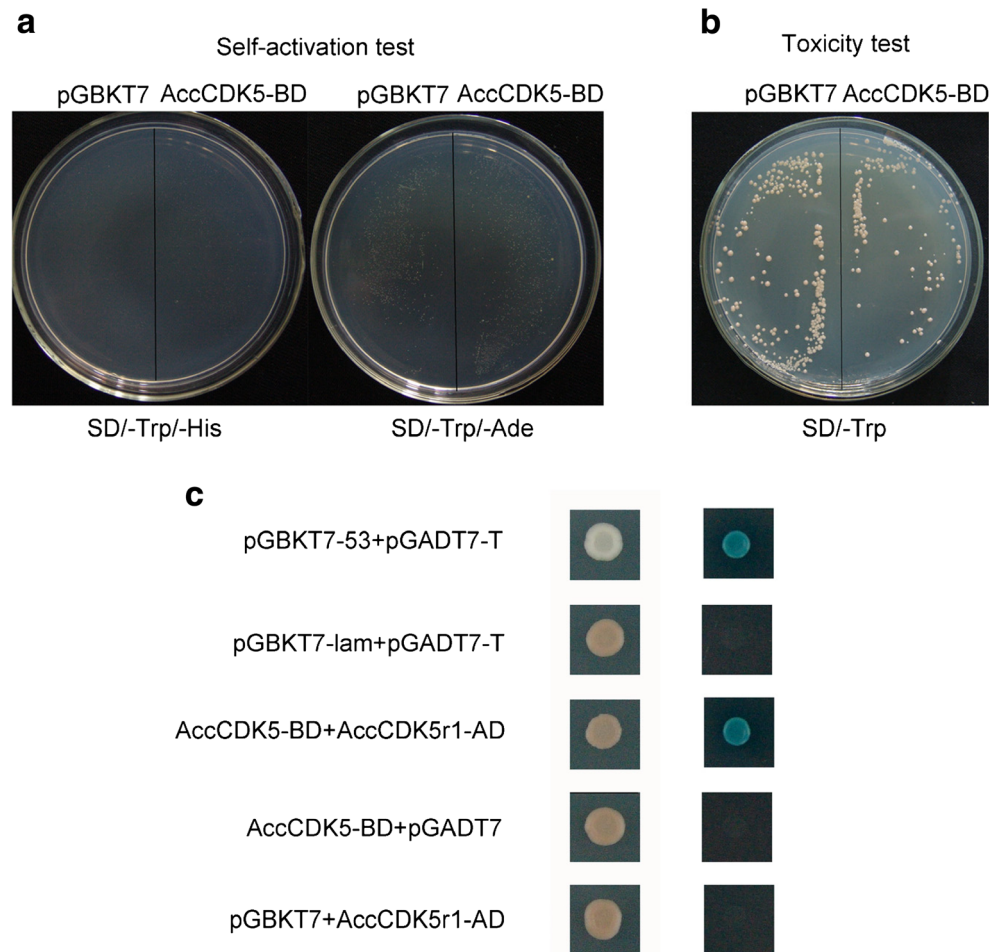 a
Self-activation test
pGBKT7 AccCDK5-BD
pGBKT7 AccCDK5-BD
SD/-Trp/-His
SD/-Trp/-Ade
b
Toxicity test
pGBKT7 AccCDK5-BD
SD/-Trp
c
pGBKT7-53+pGADT7-T
pGBKT7-lam+pGADT7-T
AccCDK5-BD+AccCDK5r1-AD
AccCDK5-BD+pGADT7
pGBKT7+AccCDK5r1-AD